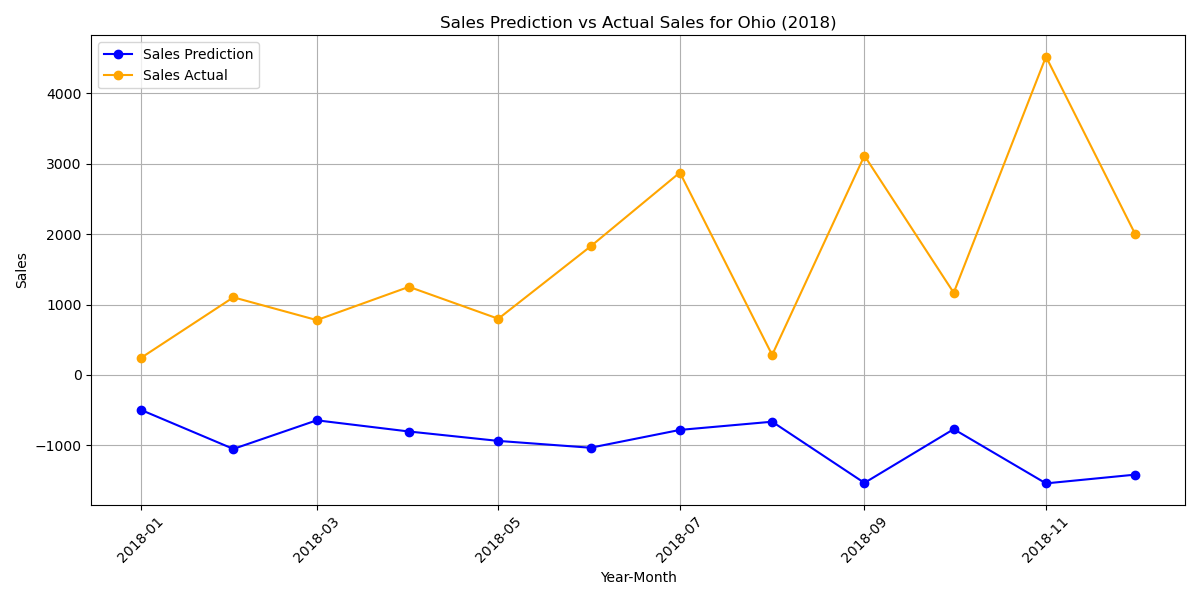 Sales Prediction vs Actual Sales for Ohio (2018)
Sales Prediction
Sales Actual
4000
3000
2000
1000
0
−1000
Sales
2018-01
2018-03
2018-05
2018-07
2018-09
2018-11
Year-Month